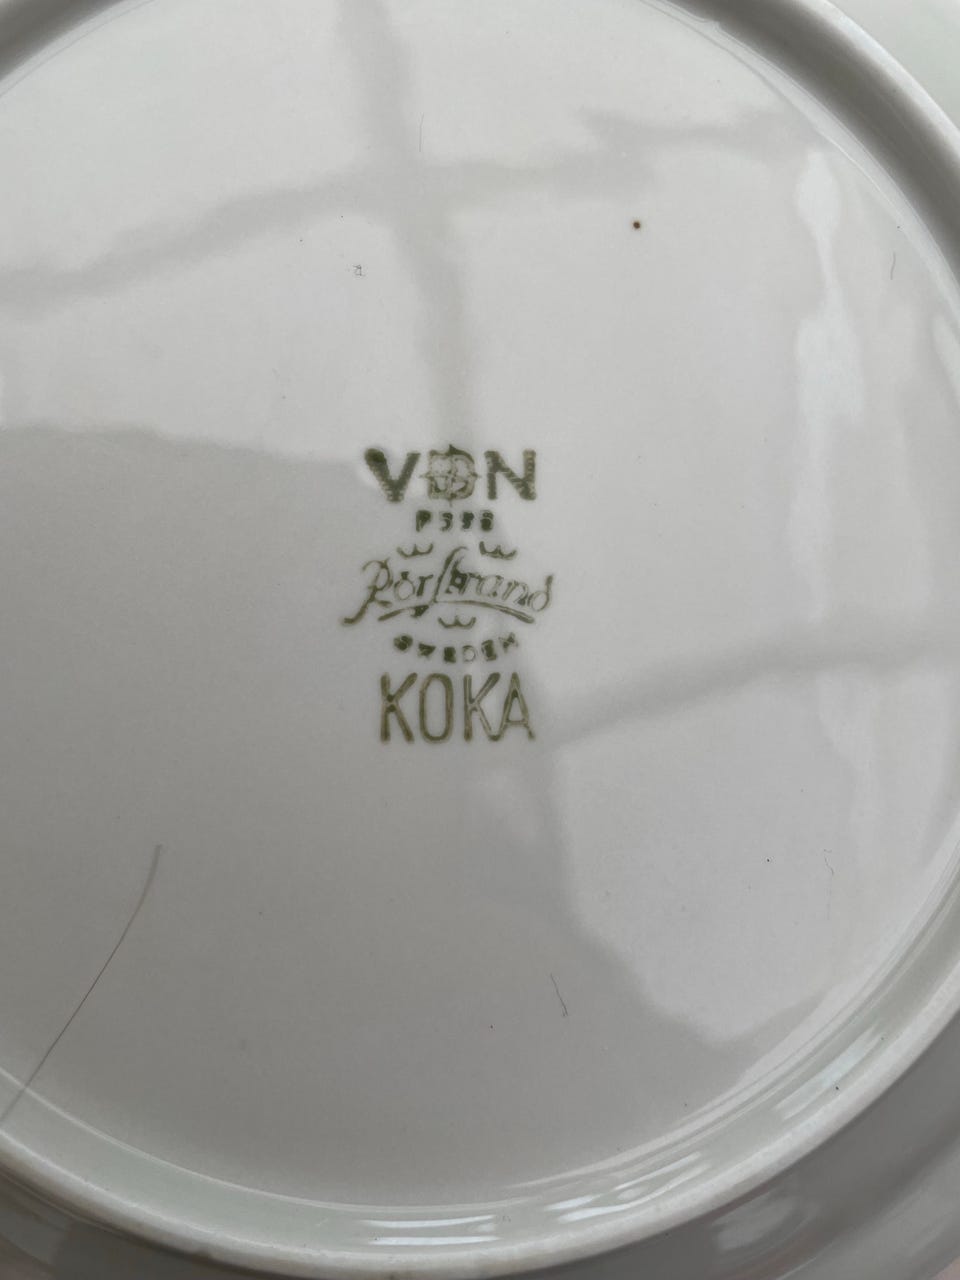 VDN
Rörstrand
SWEDEN
KOKA